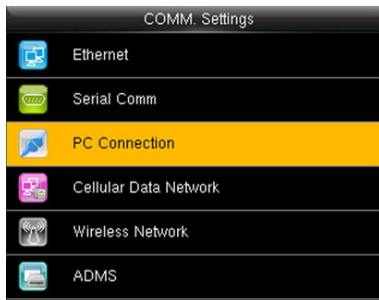 COMM. Settings
Ethernet
Serial Comm
PC Connection
Cellular Data Network
Wireless Network
ADMS